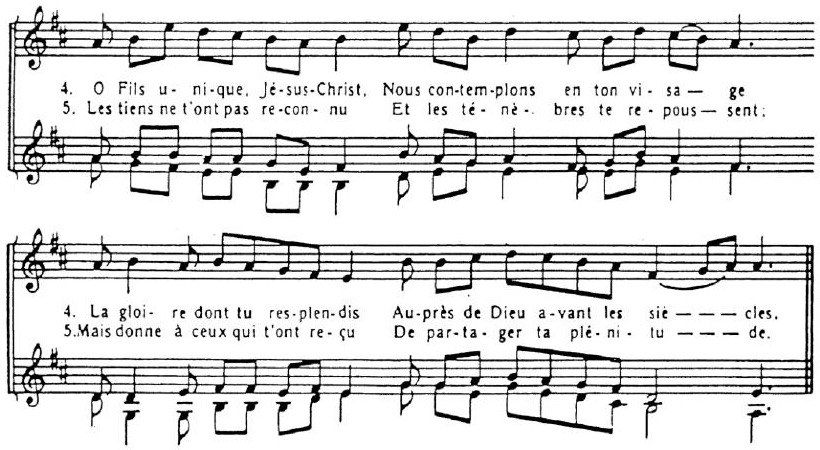 4. O Fils u- ni-que, Jé-sus-Christ, Nous con-tem-plons en ton vi- sa— ge
5. Les tiens ne t'ont pas re-con-nu Et les té-nè-bres te re-pous— sent;
4. La gloi- re dont tu res-plen-dis Au-près de Dieu a-vant les siè — — — cles,
5. Mais donne à ceux qui t'ont re-çu De par-ta-ger ta plé-ni-tu — — — de.